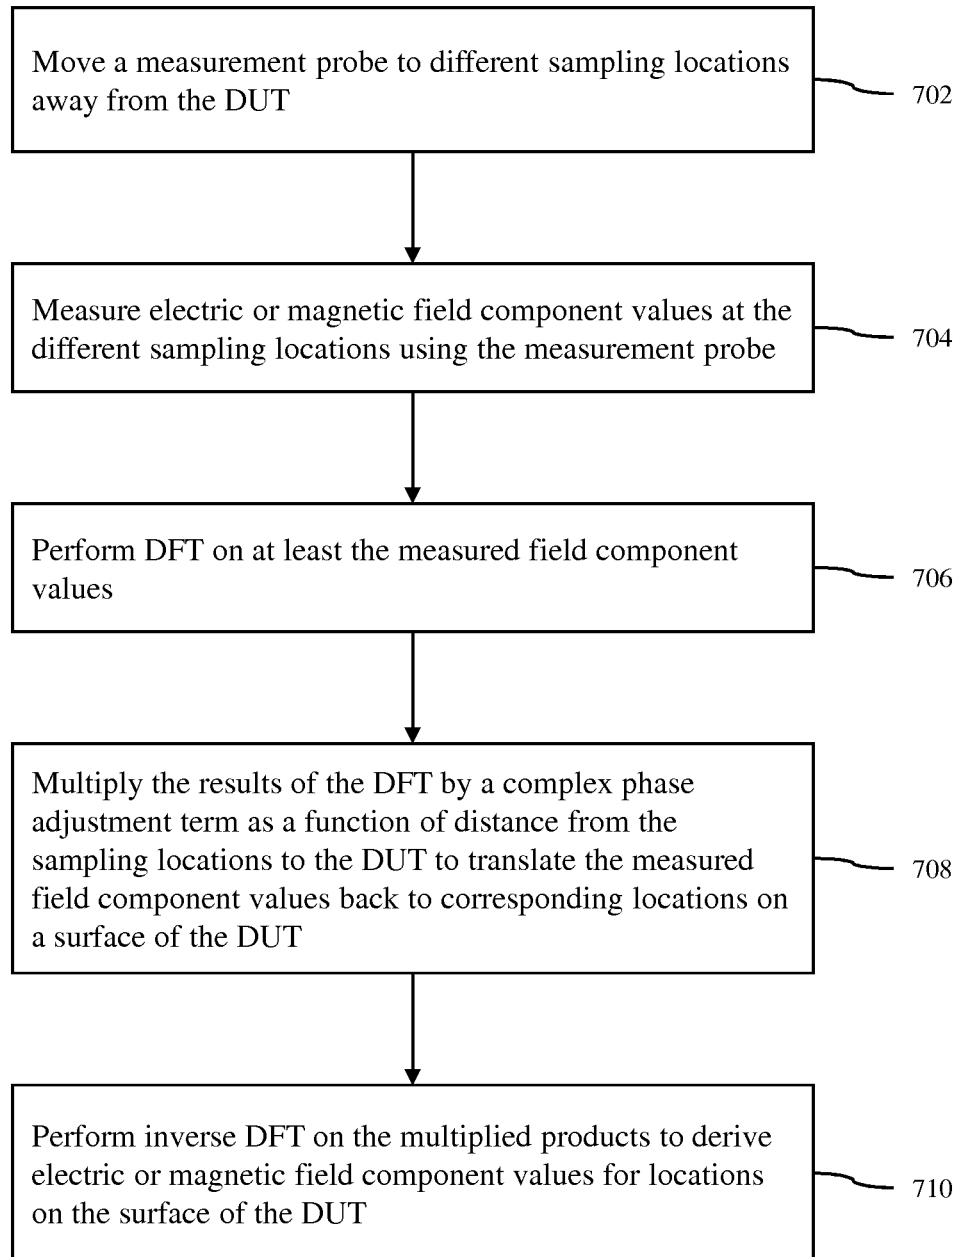 Move a measurement probe to different sampling locations
away from the DUT
702
Measure electric or magnetic field component values at the
different sampling locations using the measurement probe
704
Perform DFT on at least the measured field component
values
706
Multiply the results of the DFT by a complex phase
adjustment term as a function of distance from the
sampling locations to the DUT to translate the measured
field component values back to corresponding locations on
a surface of the DUT
708
Perform inverse DFT on the multiplied products to derive
electric or magnetic field component values for locations
on the surface of the DUT
710